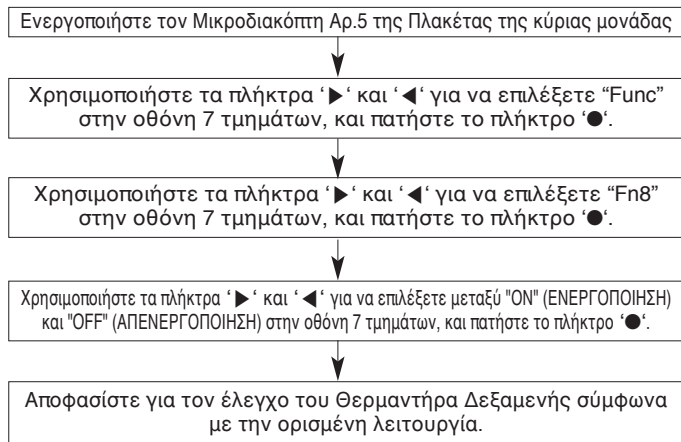 Ενεργοποιήστε τον Μικροδιακόπτη Αρ.5 της Πλακέτας της κύριας μονάδας
Χρησιμοποιήστε τα πλήκτρα ‘▶‘ και ‘◀‘ για να επιλέξετε “Func”
στην οθόνη 7 τμημάτων, και πατήστε το πλήκτρο ‘●‘.
Χρησιμοποιήστε τα πλήκτρα ‘▶‘ και ‘◀‘ για να επιλέξετε “Fn8”
στην οθόνη 7 τμημάτων, και πατήστε το πλήκτρο ‘●‘.
Χρησιμοποιήστε τα πλήκτρα ‘▶‘ και ‘◀‘ για να επιλέξετε μεταξύ "ON" (ΕΝΕΡΓΟΠΟΙΗΣΗ)
και "OFF" (ΑΠΕΝΕΡΓΟΠΟΙΗΣΗ) στην οθόνη 7 τμημάτων, και πατήστε το πλήκτρο ‘●‘.
Αποφασίστε για τον έλεγχο του Θερμαντήρα Δεξαμενής σύμφωνα
με την ορισμένη λειτουργία.